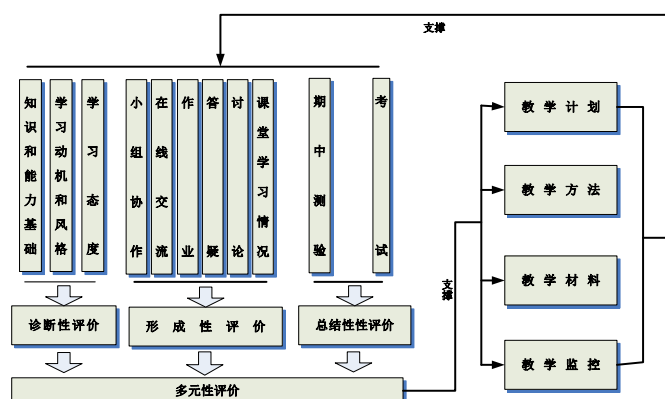 支撑
知识和能力基础
学习动机和风格
学习态度
小组协作
在线交流
作业
答疑
讨论
课堂学习情况
期中测验
考试
诊断性评价
形成性评价
总结性性评价
多元性评价
支撑
教学计划
教学方法
教学材料
教学监控